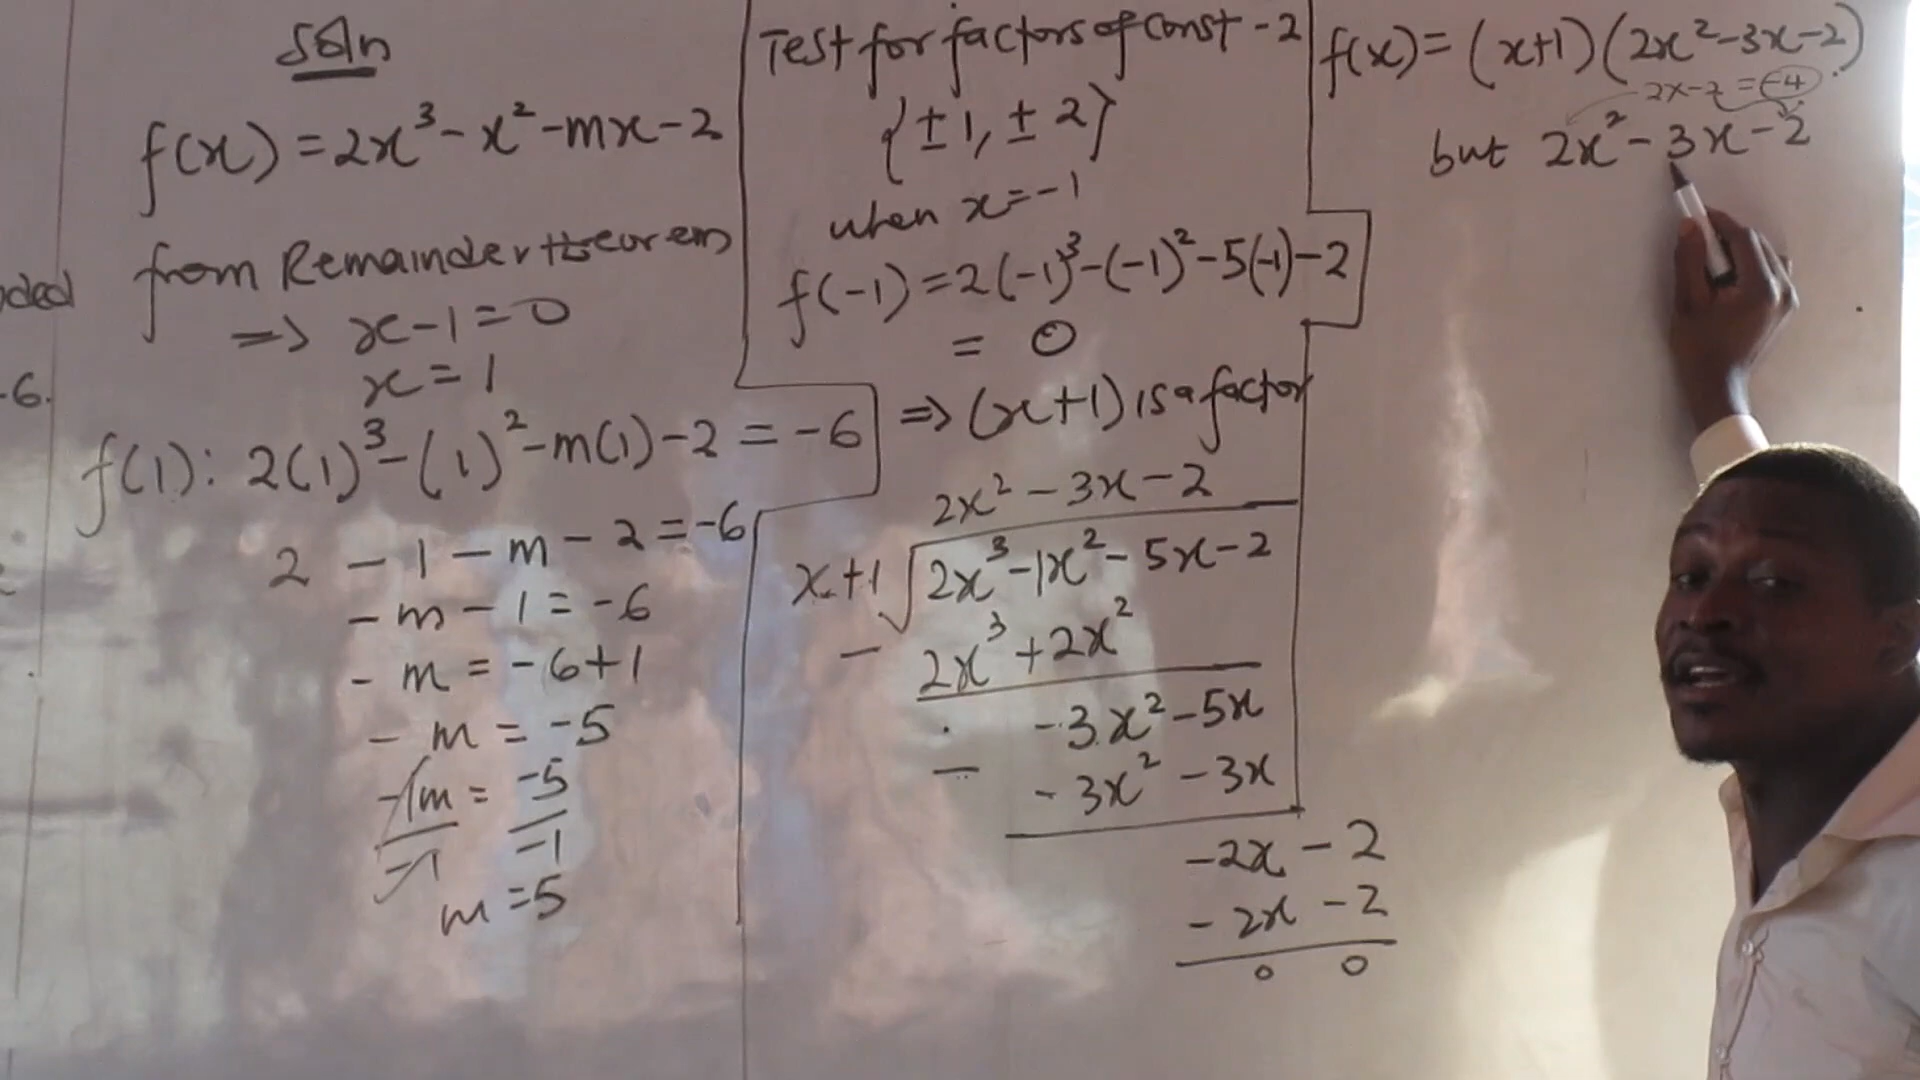 Soln
f(x) = 2x³ - x² - mx - 2
from Remainder theorem
⇒ x - 1 = 0
x = 1
f(1): 2(1)³ - (1)² - m(1) - 2 = -6
2 - 1 - m - 2 = -6
- m - 1 = -6
- m = -6 + 1
- m = -5
-1m/-1 = -5/-1
m = 5
-6.
Test for factors of const -2
{± 1, ± 2}
when x = -1
f(-1) = 2(-1)³ - (-1)² - 5(-1) - 2
= 0
⇒ (x+1) is a factor
2x² - 3x - 2
x+1 √ 2x³ - 1x² - 5x - 2
- 2x³ + 2x²
- 3x² - 5x
- - 3x² - 3x
- 2x - 2
- 2x - 2
0 0
f(x) = (x+1)(2x² - 3x - 2)
2x-2 = -4
but 2x² - 3x - 2